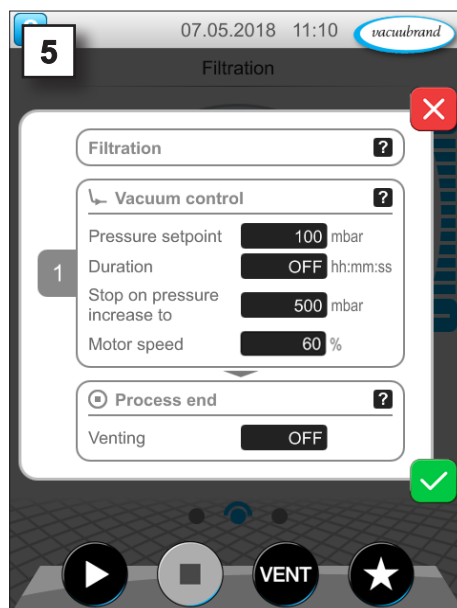 07.05.2018 11:10 vacuubrand
5
Filtration
Filtration ?
Vacuum control ?
1
Pressure setpoint 100 mbar
Duration OFF hh:mm:ss
Stop on pressure
increase to 500 mbar
Motor speed 60 %
Process end ?
Venting OFF
VENT